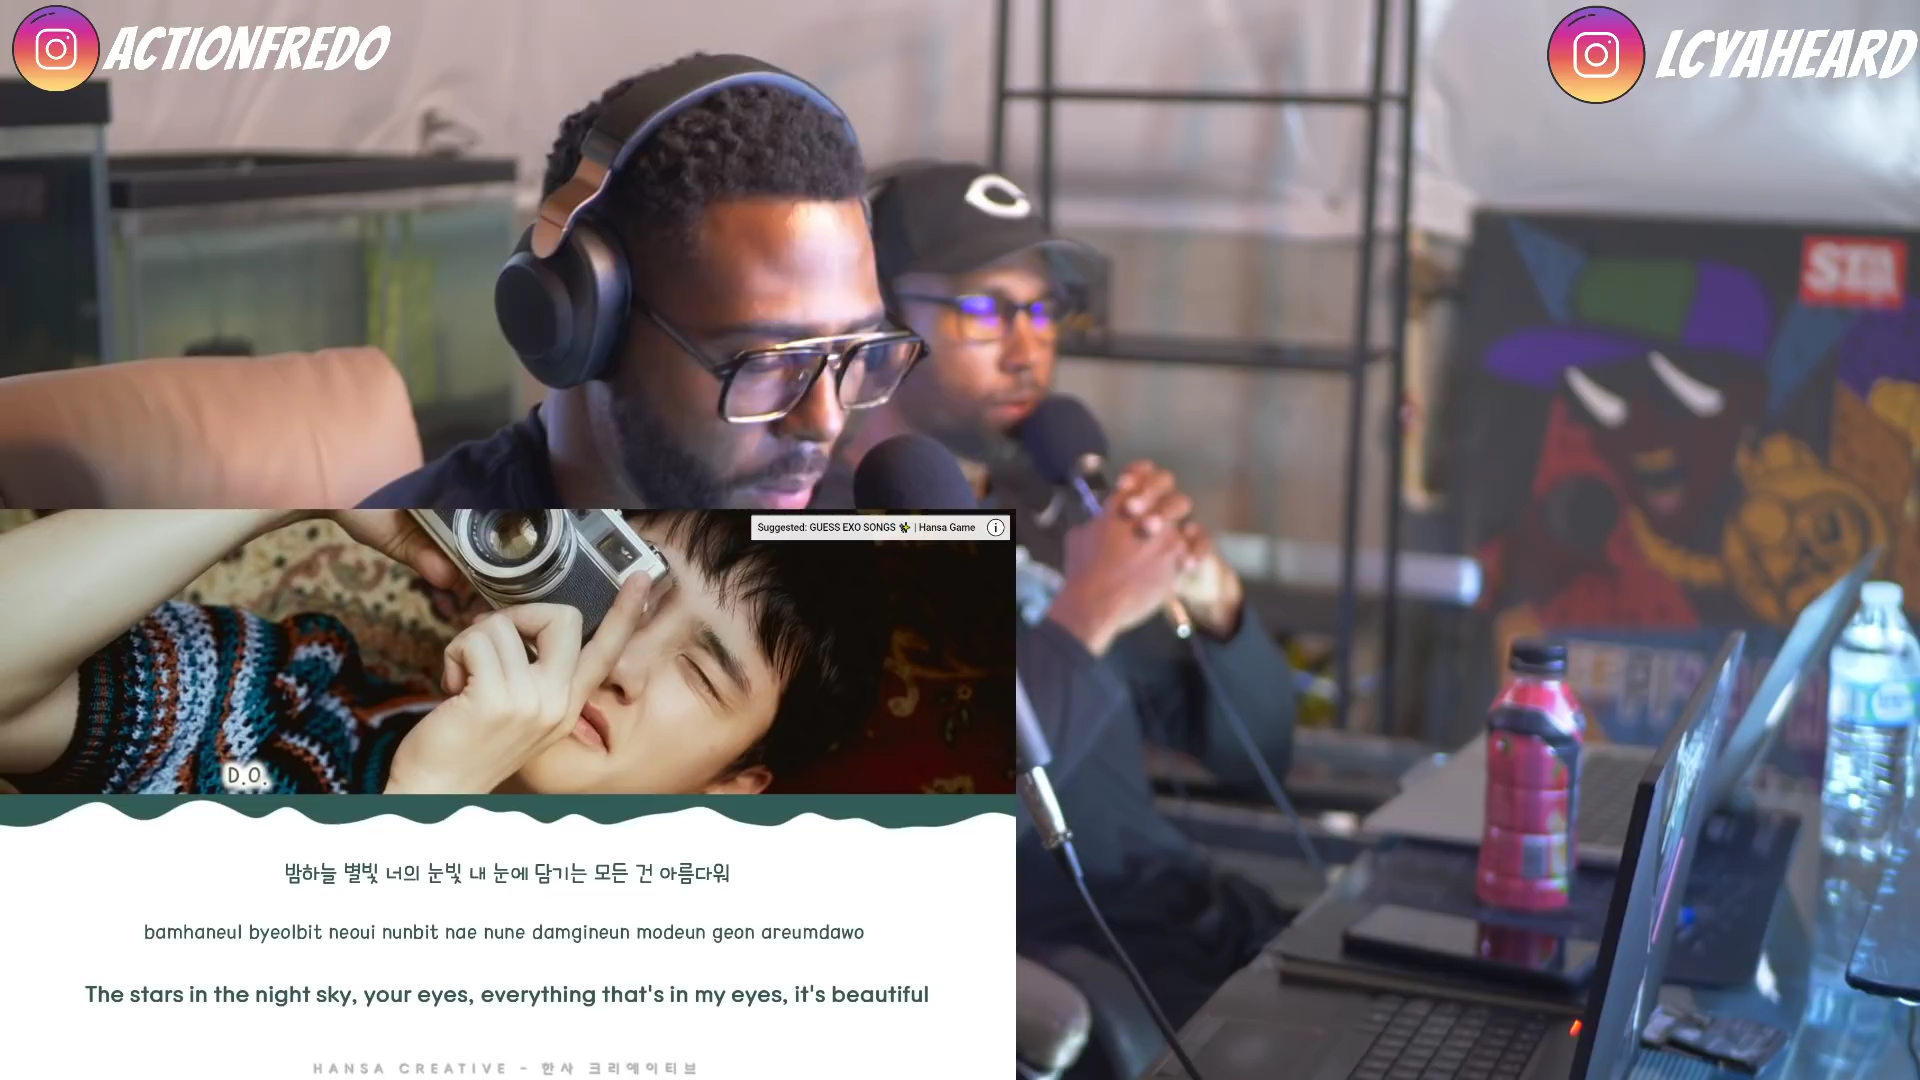 ACTIONFREDO
LCYAHEARD
C
STA
Suggested: GUESS EXO SONGS | Hansa Game
D.O.
밤하늘 별빛 너의 눈빛 내 눈에 담기는 모든 건 아름다워
bamhaneul byeolbit neoui nunbit nae nune damgineun modeun geon areumdawo
The stars in the night sky, your eyes, everything that's in my eyes, it's beautiful
HANSA CREATIVE - 한사 크리에이티브